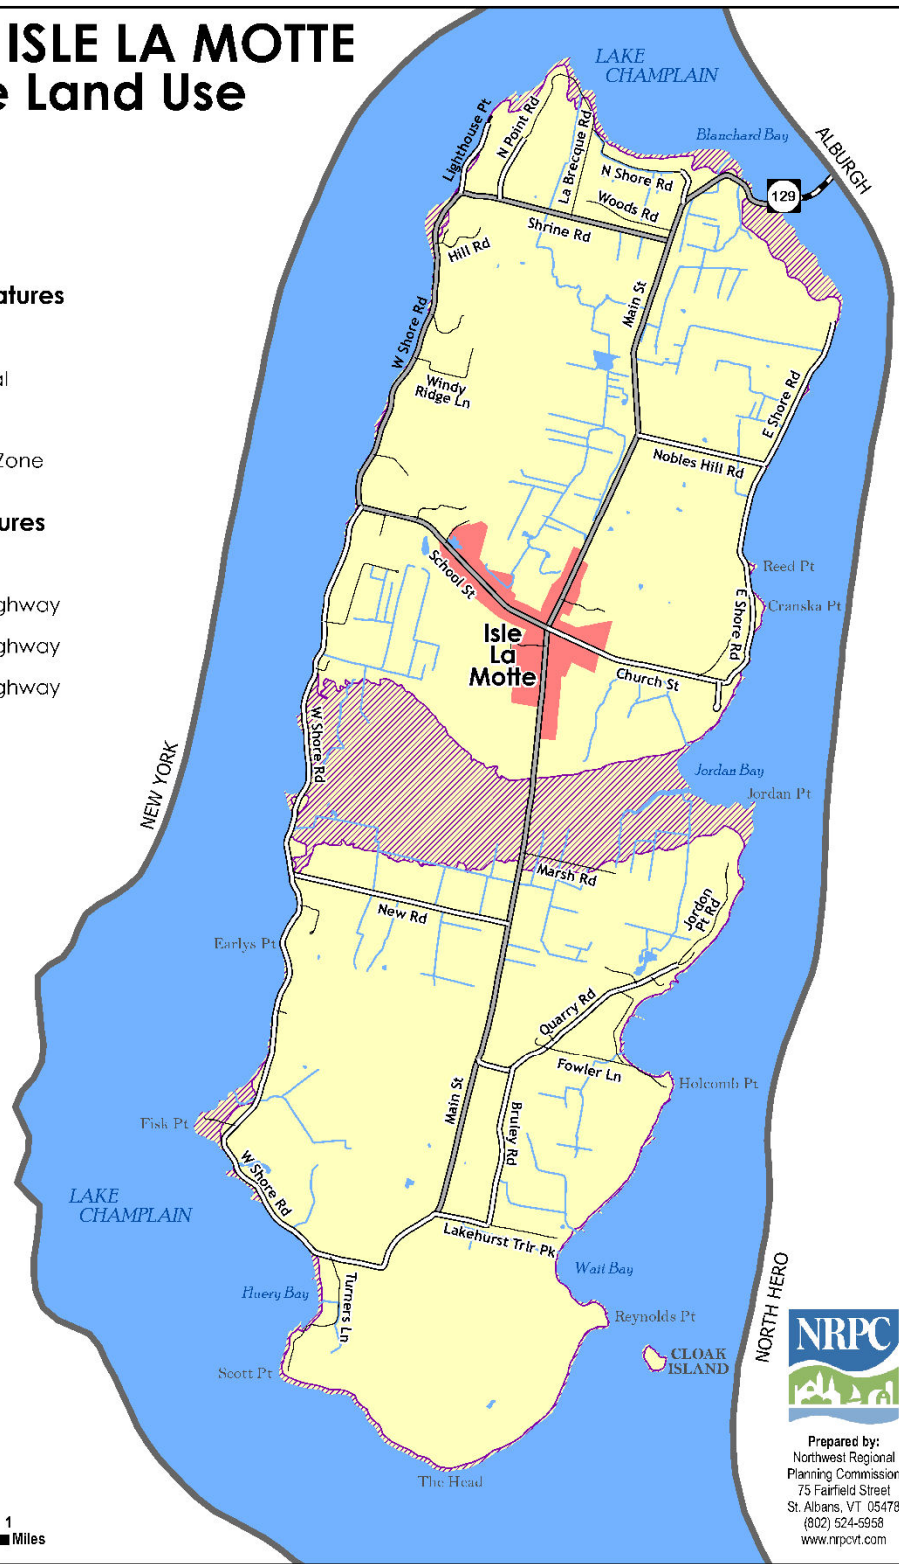 ISLE LA MOTTE
e Land Use
LAKE
CHAMPLAIN
Blanchard Bay
ALBURGH
129
Lighthouse Pt
N Point Rd
La Brecque Rd
N Shore Rd
Woods Rd
Shrine Rd
Hill Rd
Main St
W Shore Rd
Windy
Ridge Ln
E Shore Rd
Nobles Hill Rd
atures
al
Zone
ures
ghway
ghway
ghway
School St
Reed Pt
Cranska Pt
E Shore Rd
Isle
La
Motte
Church St
W Shore Rd
NEW YORK
Jordan Bay
Jordan Pt
Marsh Rd
New Rd
Jordon
Pt Rd
Earlys Pt
Quarry Rd
Fowler Ln
Holcomb Pt
Main St
Bruley Rd
Fisk Pt
W Shore Rd
LAKE
CHAMPLAIN
Lakehurst Trlr Pk
Wait Bay
Huery Bay
Turners Ln
Reynolds Pt
NORTH HERO
CLOAK
ISLAND
Scott Pt
The Head
NRPC
Prepared by:
Northwest Regional
Planning Commission
75 Fairfield Street
St. Albans, VT 05478
(802) 524-5958
www.nrpcvt.com
1
Miles